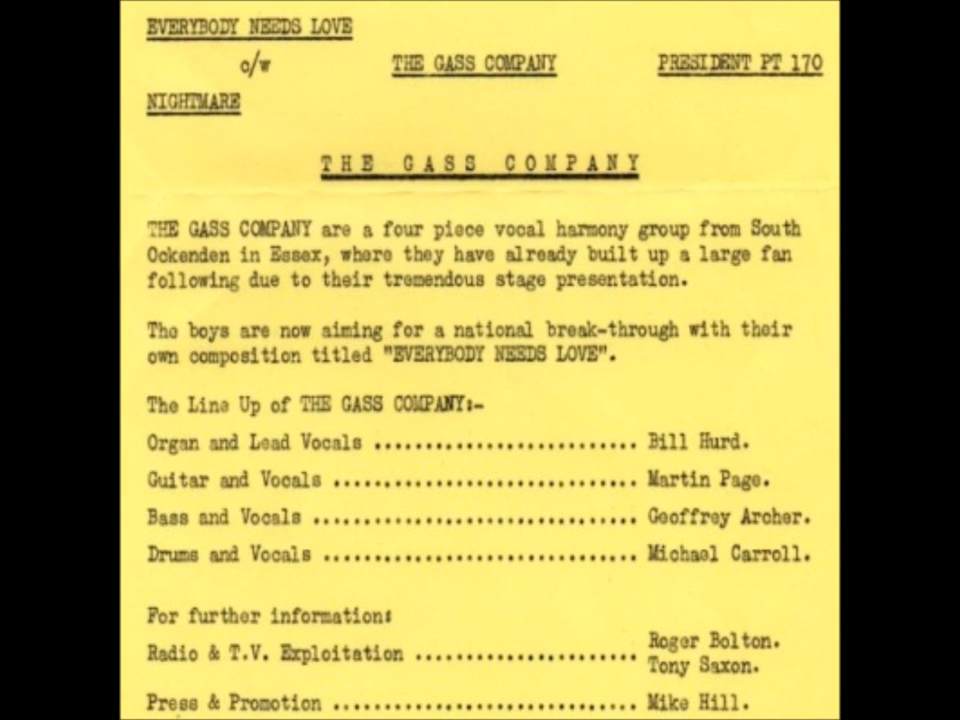 EVERYBODY NEEDS LOVE
c/w THE GASS COMPANY PRESIDENT PT 170
NIGHTMARE
THE GASS COMPANY
THE GASS COMPANY are a four piece vocal harmony group from South
Ockenden in Essex, where they have already built up a large fan
following due to their tremendous stage presentation.
The boys are now aiming for a national break-through with their
own composition titled "EVERYBODY NEEDS LOVE".
The Line Up of THE GASS COMPANY:-
Organ and Lead Vocals .......................... Bill Hurd.
Guitar and Vocals .............................. Martin Page.
Bass and Vocals ................................ Geoffrey Archer.
Drums and Vocals ............................... Michael Carroll.
For further information:
Roger Bolton.
Radio & T.V. Exploitation ......................
Tony Saxon.
Press & Promotion .............................. Mike Hill.